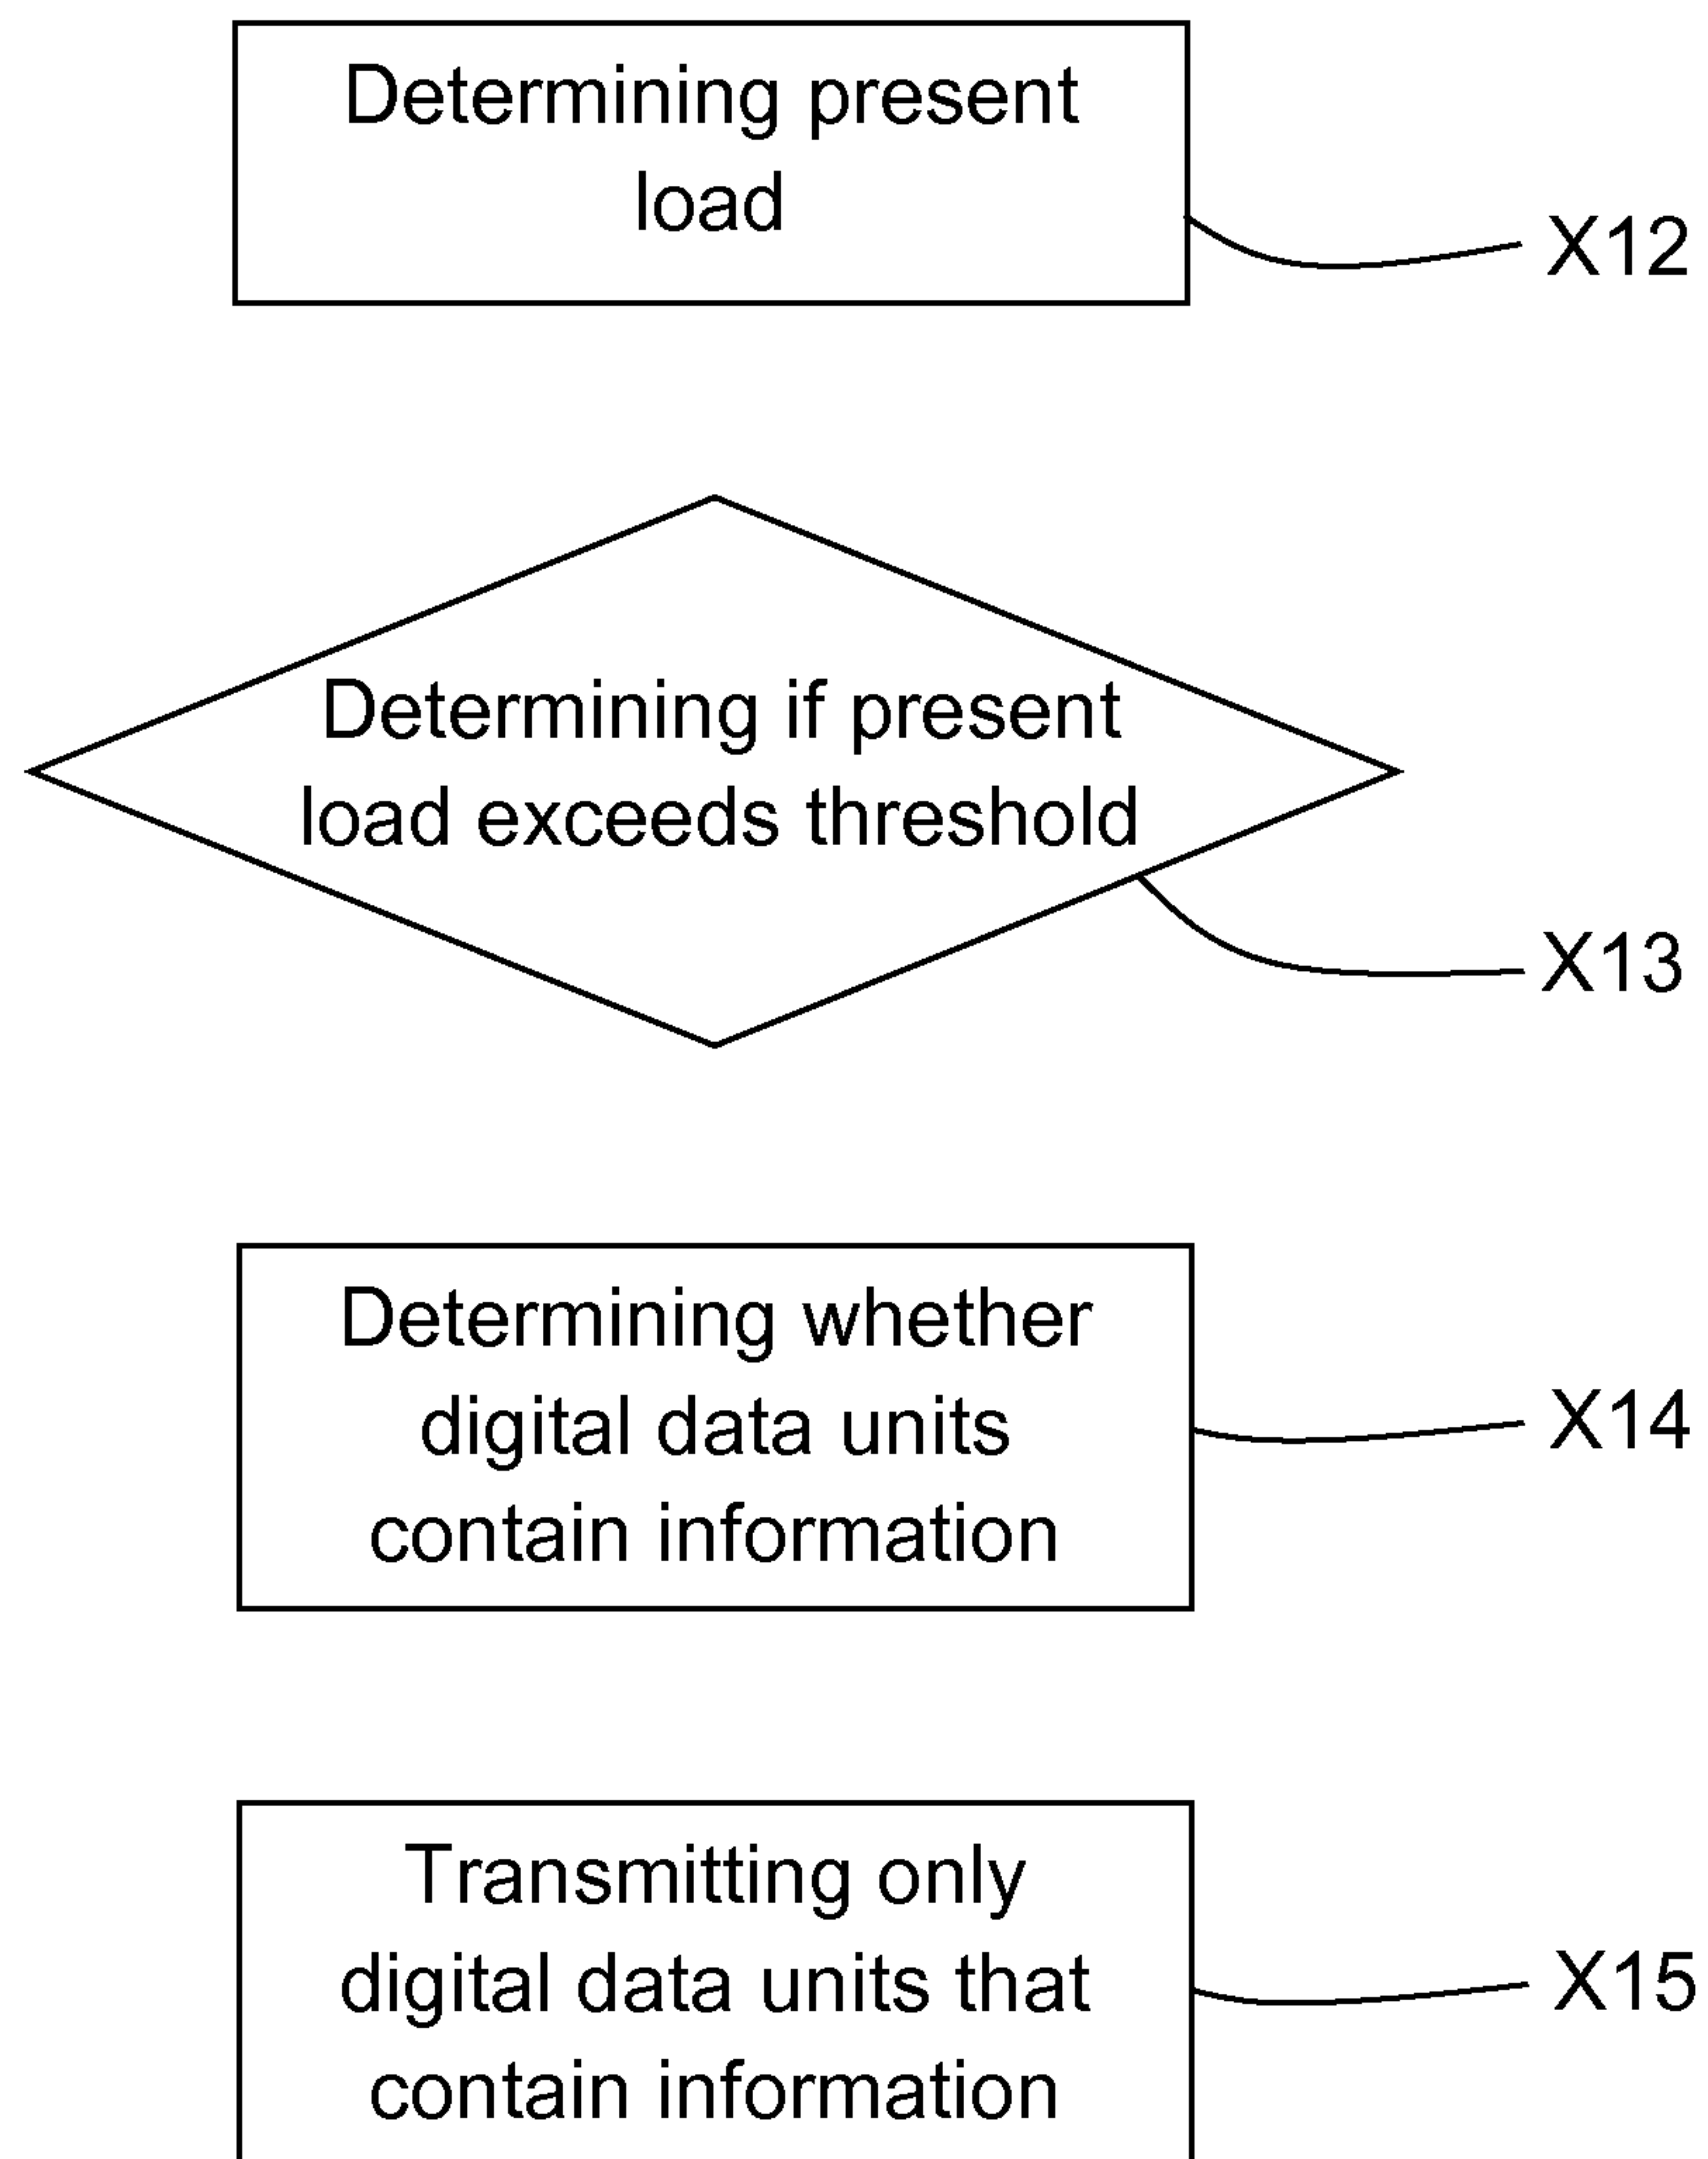 Determining present
load
X12
Determining if present
load exceeds threshold
X13
Determining whether
digital data units
contain information
X14
Transmitting only
digital data units that
contain information
X15